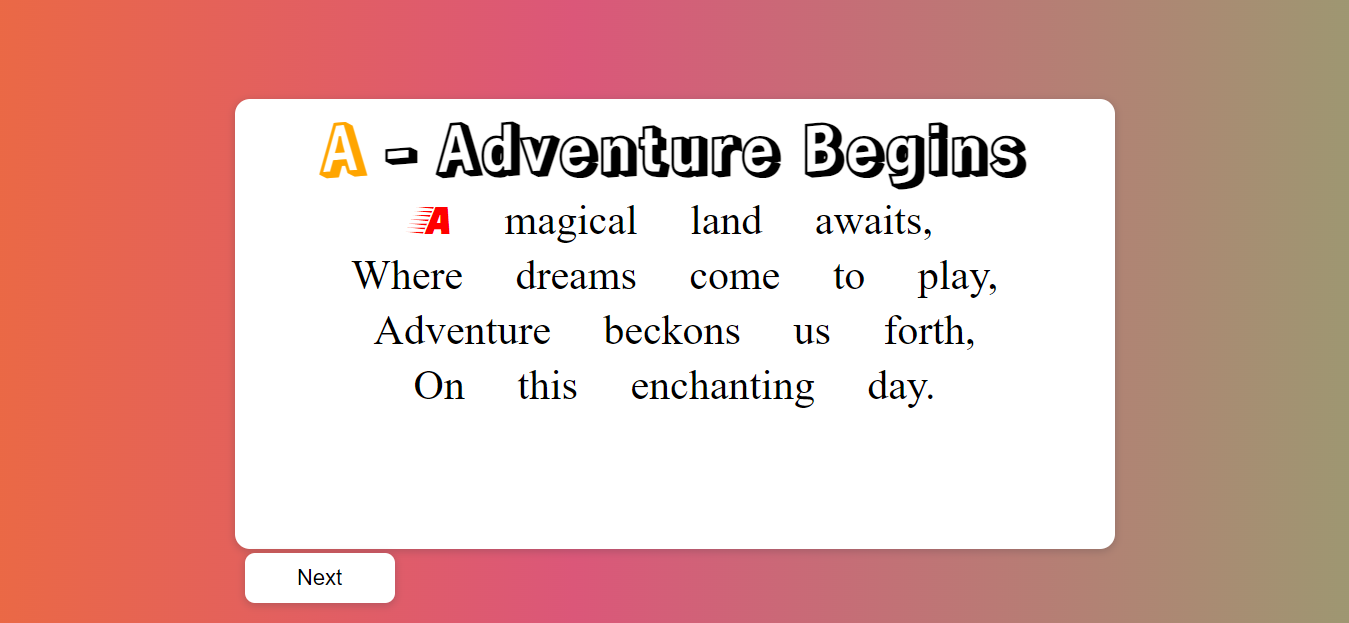 A - Adventure Begins
A magical land awaits,
Where dreams come to play,
Adventure beckons us forth,
On this enchanting day.
Next